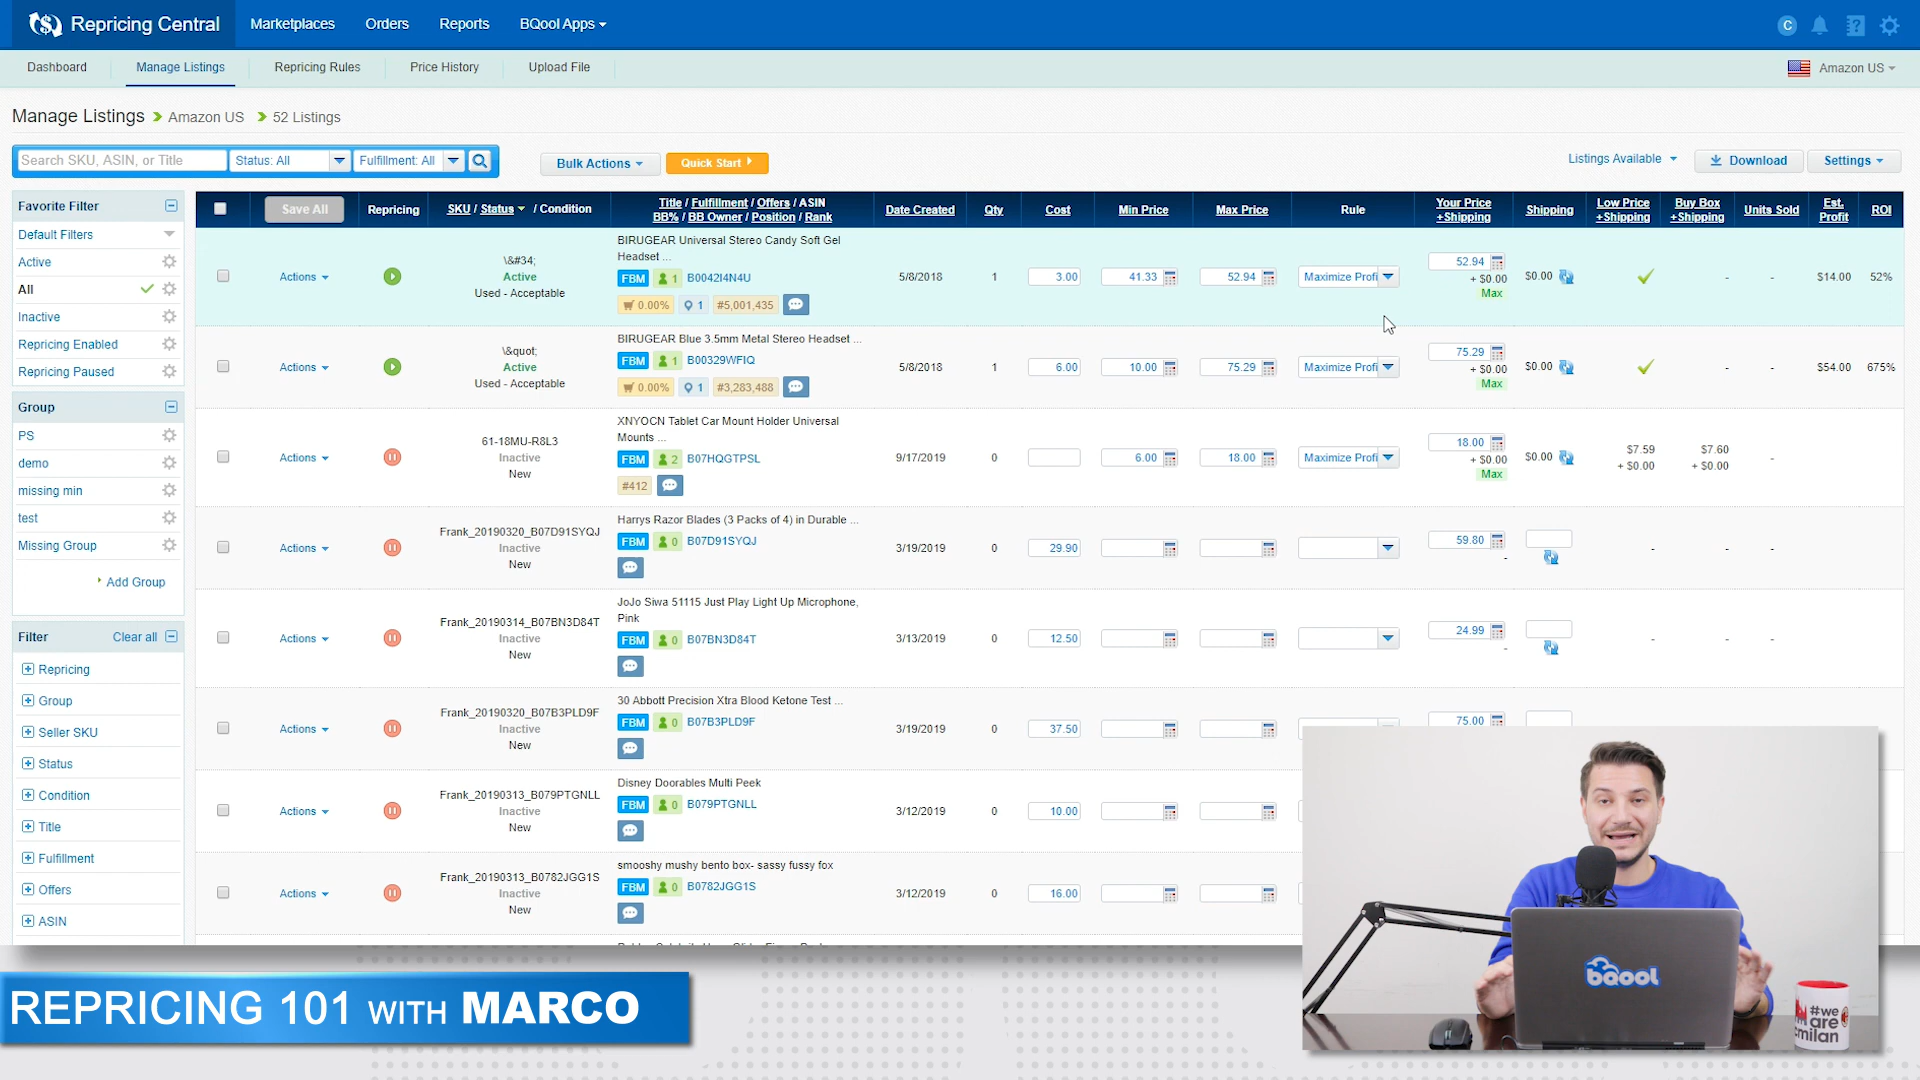 Repricing Central
Marketplaces
Orders
Reports
BQool Apps
C
Dashboard
Manage Listings
Repricing Rules
Price History
Upload File
Amazon US
Manage Listings
Amazon US
52 Listings
Search SKU, ASIN, or Title
Status: All
Fulfillment: All
Bulk Actions
Quick Start
Listings Available
Download
Settings
Favorite Filter
Default Filters
Active
All
Inactive
Repricing Enabled
Repricing Paused
Group
PS
demo
missing min
test
Missing Group
Add Group
Filter
Clear all
Repricing
Group
Seller SKU
Status
Condition
Title
Fulfillment
Offers
ASIN
Save All
Repricing
SKU / Status / Condition
Title / Fulfillment / Offers / ASIN
BB% / BB Owner / Position / Rank
Date Created
Qty
Cost
Min Price
Max Price
Rule
Your Price
+Shipping
Shipping
Low Price
+Shipping
Buy Box
+Shipping
Units Sold
Est.
Profit
ROI
Actions
\&#34;
Active
Used - Acceptable
BIRUGEAR Universal Stereo Candy Soft Gel
Headset ...
FBM 1 B0042I4N4U
0.00% 1 #5,001,435
5/8/2018
1
3.00
41.33
52.94
Maximize Profi
52.94
+ $0.00
Max
$0.00
-
-
$14.00
52%
Actions
\&quot;
Active
Used - Acceptable
BIRUGEAR Blue 3.5mm Metal Stereo Headset ...
FBM 1 B00329WFIQ
0.00% 1 #3,283,488
5/8/2018
1
6.00
10.00
75.29
Maximize Profi
75.29
+ $0.00
Max
$0.00
-
-
$54.00
675%
Actions
61-18MU-R8L3
Inactive
New
XNYOCN Tablet Car Mount Holder Universal
Mounts ...
FBM 2 B07HQGTPSL
#412
9/17/2019
0
6.00
18.00
Maximize Profi
18.00
+ $0.00
Max
$0.00
$7.59
+ $0.00
$7.60
+ $0.00
-
Actions
Frank_20190320_B07D91SYQJ
Inactive
New
Harrys Razor Blades (3 Packs of 4) in Durable ...
FBM 0 B07D91SYQJ
3/19/2019
0
29.90
59.80
-
-
-
-
Actions
Frank_20190314_B07BN3D84T
Inactive
New
JoJo Siwa 51115 Just Play Light Up Microphone,
Pink
FBM 0 B07BN3D84T
3/13/2019
0
12.50
24.99
-
-
-
-
Actions
Frank_20190320_B07B3PLD9F
Inactive
New
30 Abbott Precision Xtra Blood Ketone Test ...
FBM 0 B07B3PLD9F
3/19/2019
0
37.50
75.00
Actions
Frank_20190313_B079PTGNLL
Inactive
New
Disney Doorables Multi Peek
FBM 0 B079PTGNLL
3/12/2019
0
10.00
Actions
Frank_20190313_B0782JGG1S
Inactive
New
smooshy mushy bento box- sassy fussy fox
FBM 0 B0782JGG1S
3/12/2019
0
16.00
REPRICING 101 WITH MARCO
bqool
#we
are
milan